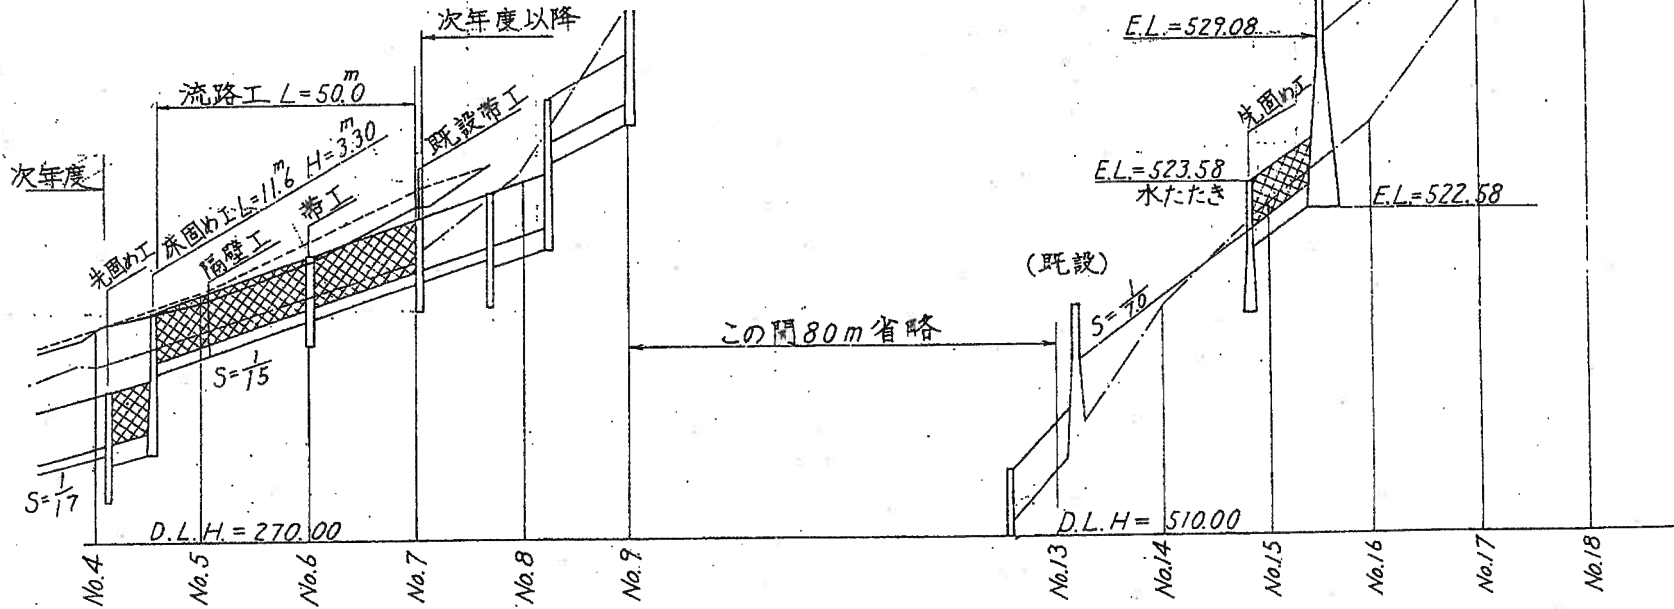 次年度以降
流路工 L=50.0m
既設帯工
床固め工 L=11.6m H=3.30m
帯工
隔壁工
先固め工
次年度
S=1/15
S=1/17
D.L.H.=270.00
この間80m省略
No.4
No.5
No.6
No.7
No.8
No.9
E.L.=529.08
先固め工
E.L.=523.58
水たたき
E.L.=522.58
(既設)
S=1/7.0
D.L.H= 510.00
No.13
No.14
No.15
No.16
No.17
No.18